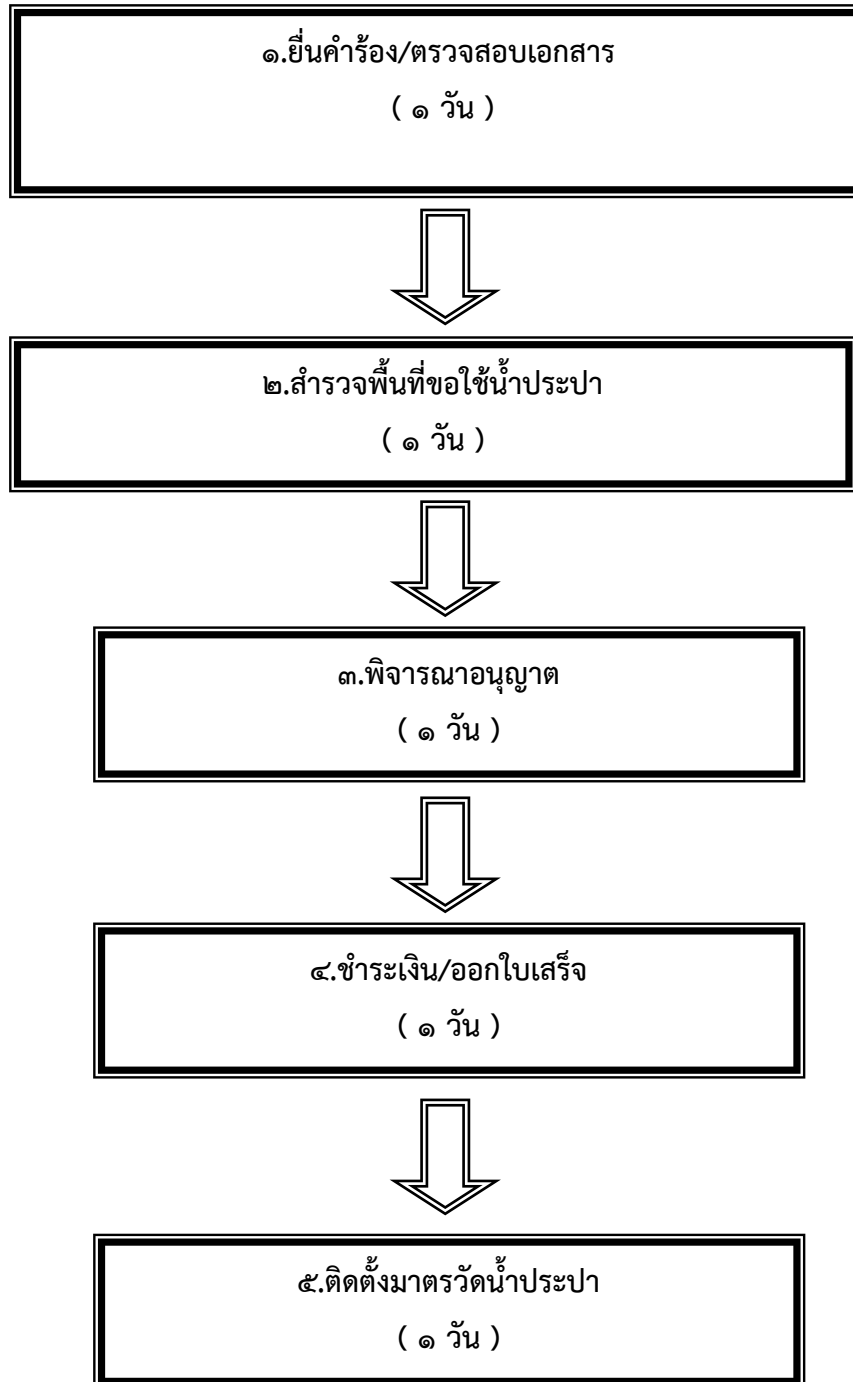 ๑.ยื่นคำร้อง/ตรวจสอบเอกสาร
( ๑ วัน )
๒.สำรวจพื้นที่ขอใช้น้ำประปา
( ๑ วัน )
๓.พิจารณาอนุญาต
( ๑ วัน )
๔.ชำระเงิน/ออกใบเสร็จ
( ๑ วัน )
๕.ติดตั้งมาตรวัดน้ำประปา
( ๑ วัน )